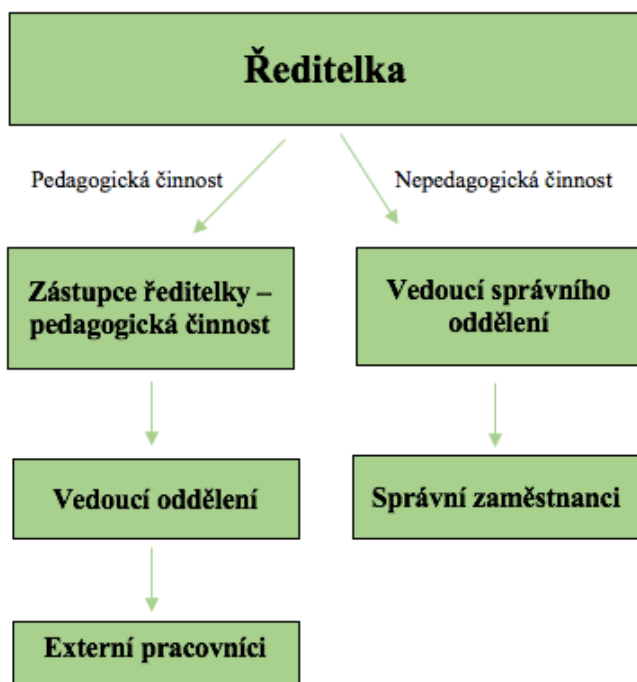 Ředitelka
Pedagogická činnost
Nepedagogická činnost
Zástupce ředitelky –
pedagogická činnost
Vedoucí správního
oddělení
Vedoucí oddělení
Správní zaměstnanci
Externí pracovníci